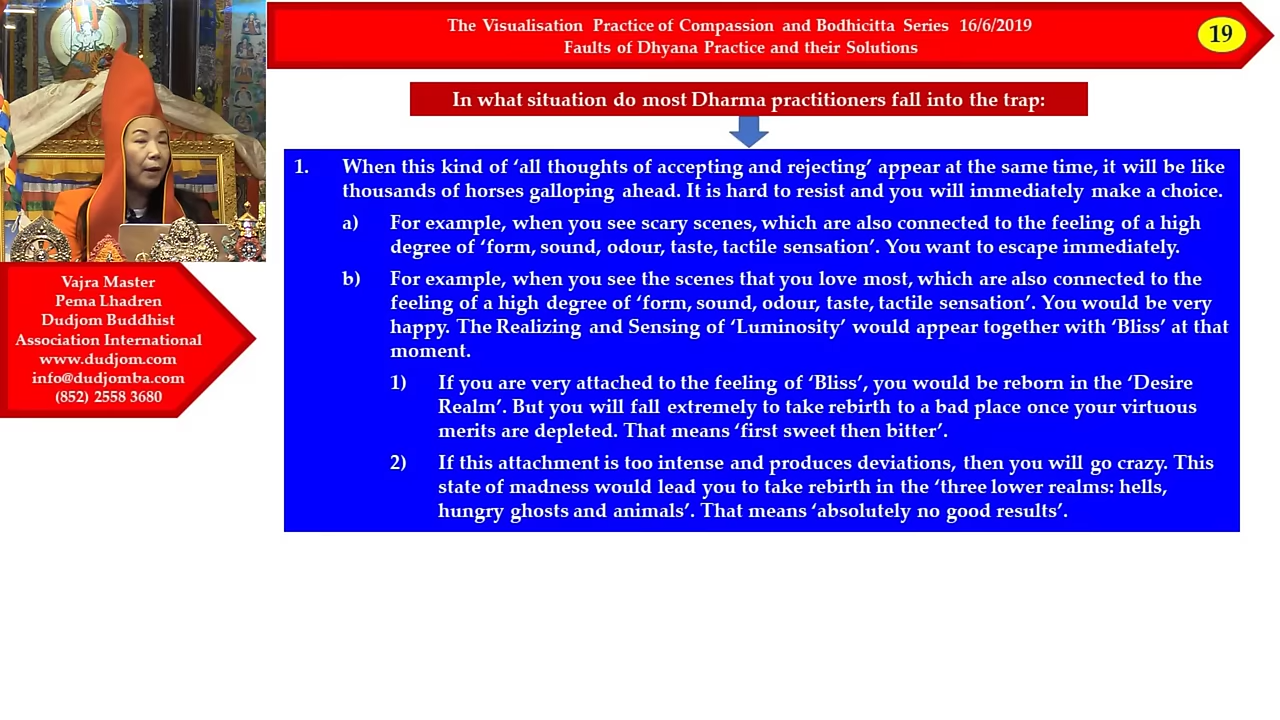 The Visualisation Practice of Compassion and Bodhicitta Series 16/6/2019
Faults of Dhyana Practice and their Solutions
19
In what situation do most Dharma practitioners fall into the trap:
1. When this kind of ‘all thoughts of accepting and rejecting’ appear at the same time, it will be like
thousands of horses galloping ahead. It is hard to resist and you will immediately make a choice.
a) For example, when you see scary scenes, which are also connected to the feeling of a high
degree of ‘form, sound, odour, taste, tactile sensation’. You want to escape immediately.
b) For example, when you see the scenes that you love most, which are also connected to the
feeling of a high degree of ‘form, sound, odour, taste, tactile sensation’. You would be very
happy. The Realizing and Sensing of ‘Luminosity’ would appear together with ‘Bliss’ at that
moment.
1) If you are very attached to the feeling of ‘Bliss’, you would be reborn in the ‘Desire
Realm’. But you will fall extremely to take rebirth to a bad place once your virtuous
merits are depleted. That means ‘first sweet then bitter’.
2) If this attachment is too intense and produces deviations, then you will go crazy. This
state of madness would lead you to take rebirth in the ‘three lower realms: hells,
hungry ghosts and animals’. That means ‘absolutely no good results’.
Vajra Master
Pema Lhadren
Dudjom Buddhist
Association International
www.dudjom.com
info@dudjomba.com
(852) 2558 3680